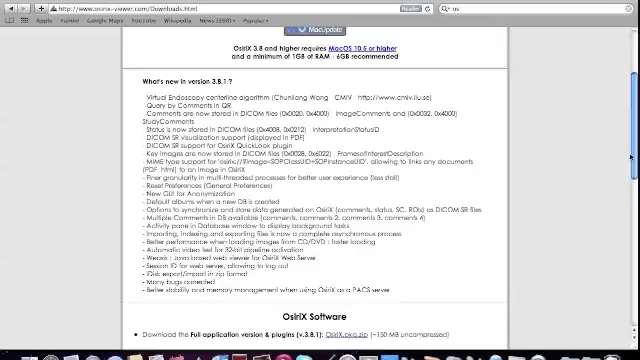 http://www.osirix-viewer.com/Downloads.html
Reader
os
Apple Yahoo! Google Maps YouTube Wikipedia News (588) Popular
MacUpdate
OsiriX 3.8 and higher requires MacOS 10.5 or higher
and a minimum of 1GB of RAM - 6GB recommended
What's new in version 3.8.1 ?
Virtual Endoscopy centerline algorithm (Chunliang Wang CMIV http://www.cmiv.liu.se)
Query by Comments in QR
Comments are now stored in DICOM files (0x0020, 0x4000) ImageComments and (0x0032, 0x4000)
StudyComments
Status is now stored in DICOM files (0x4008, 0x0212) InterpretationStatusID
DICOM SR visualization support (displayed in PDF)
DICOM SR support for OsiriX QuickLook plugin
Key images are now stored in DICOM files (0x0028, 0x6022) FramesofInterestDescription
- MIME type support for 'osirix://?image=SOPClassUID+SOPInstanceUID', allowing to links any documents
(PDF, html) to an image in OsiriX
- Finer granularity in multi-threaded processes for better user experience (less stall)
- Reset Preferences (General Preferences)
- New GUI for Anonymization
- Default albums when a new DB is created
- Options to synchronize and store data generated on OsiriX (comments, status, SC, ROIs) as DICOM SR files
- Multiple Comments in DB available (comments, comments 2, comments 3, comments 4)
- Activity pane in Database window to display background tasks
- Importing, indexing and exporting files is now a complete asynchronous process
- Better performance when loading images from CD/DVD : faster loading
- Automatic video test for 32-bit pipeline activation
- Weasis : Java based web viewer for OsiriX Web Server
- Session ID for web server, allowing to log out
- iDisk export/import in zip format
- Many bugs corrected
- Better stability and memory management when using OsiriX as a PACS server
OsiriX Software
Download the Full application version & plugins (v.3.8.1): OsiriX.pkg.zip (~150 MB uncompressed)